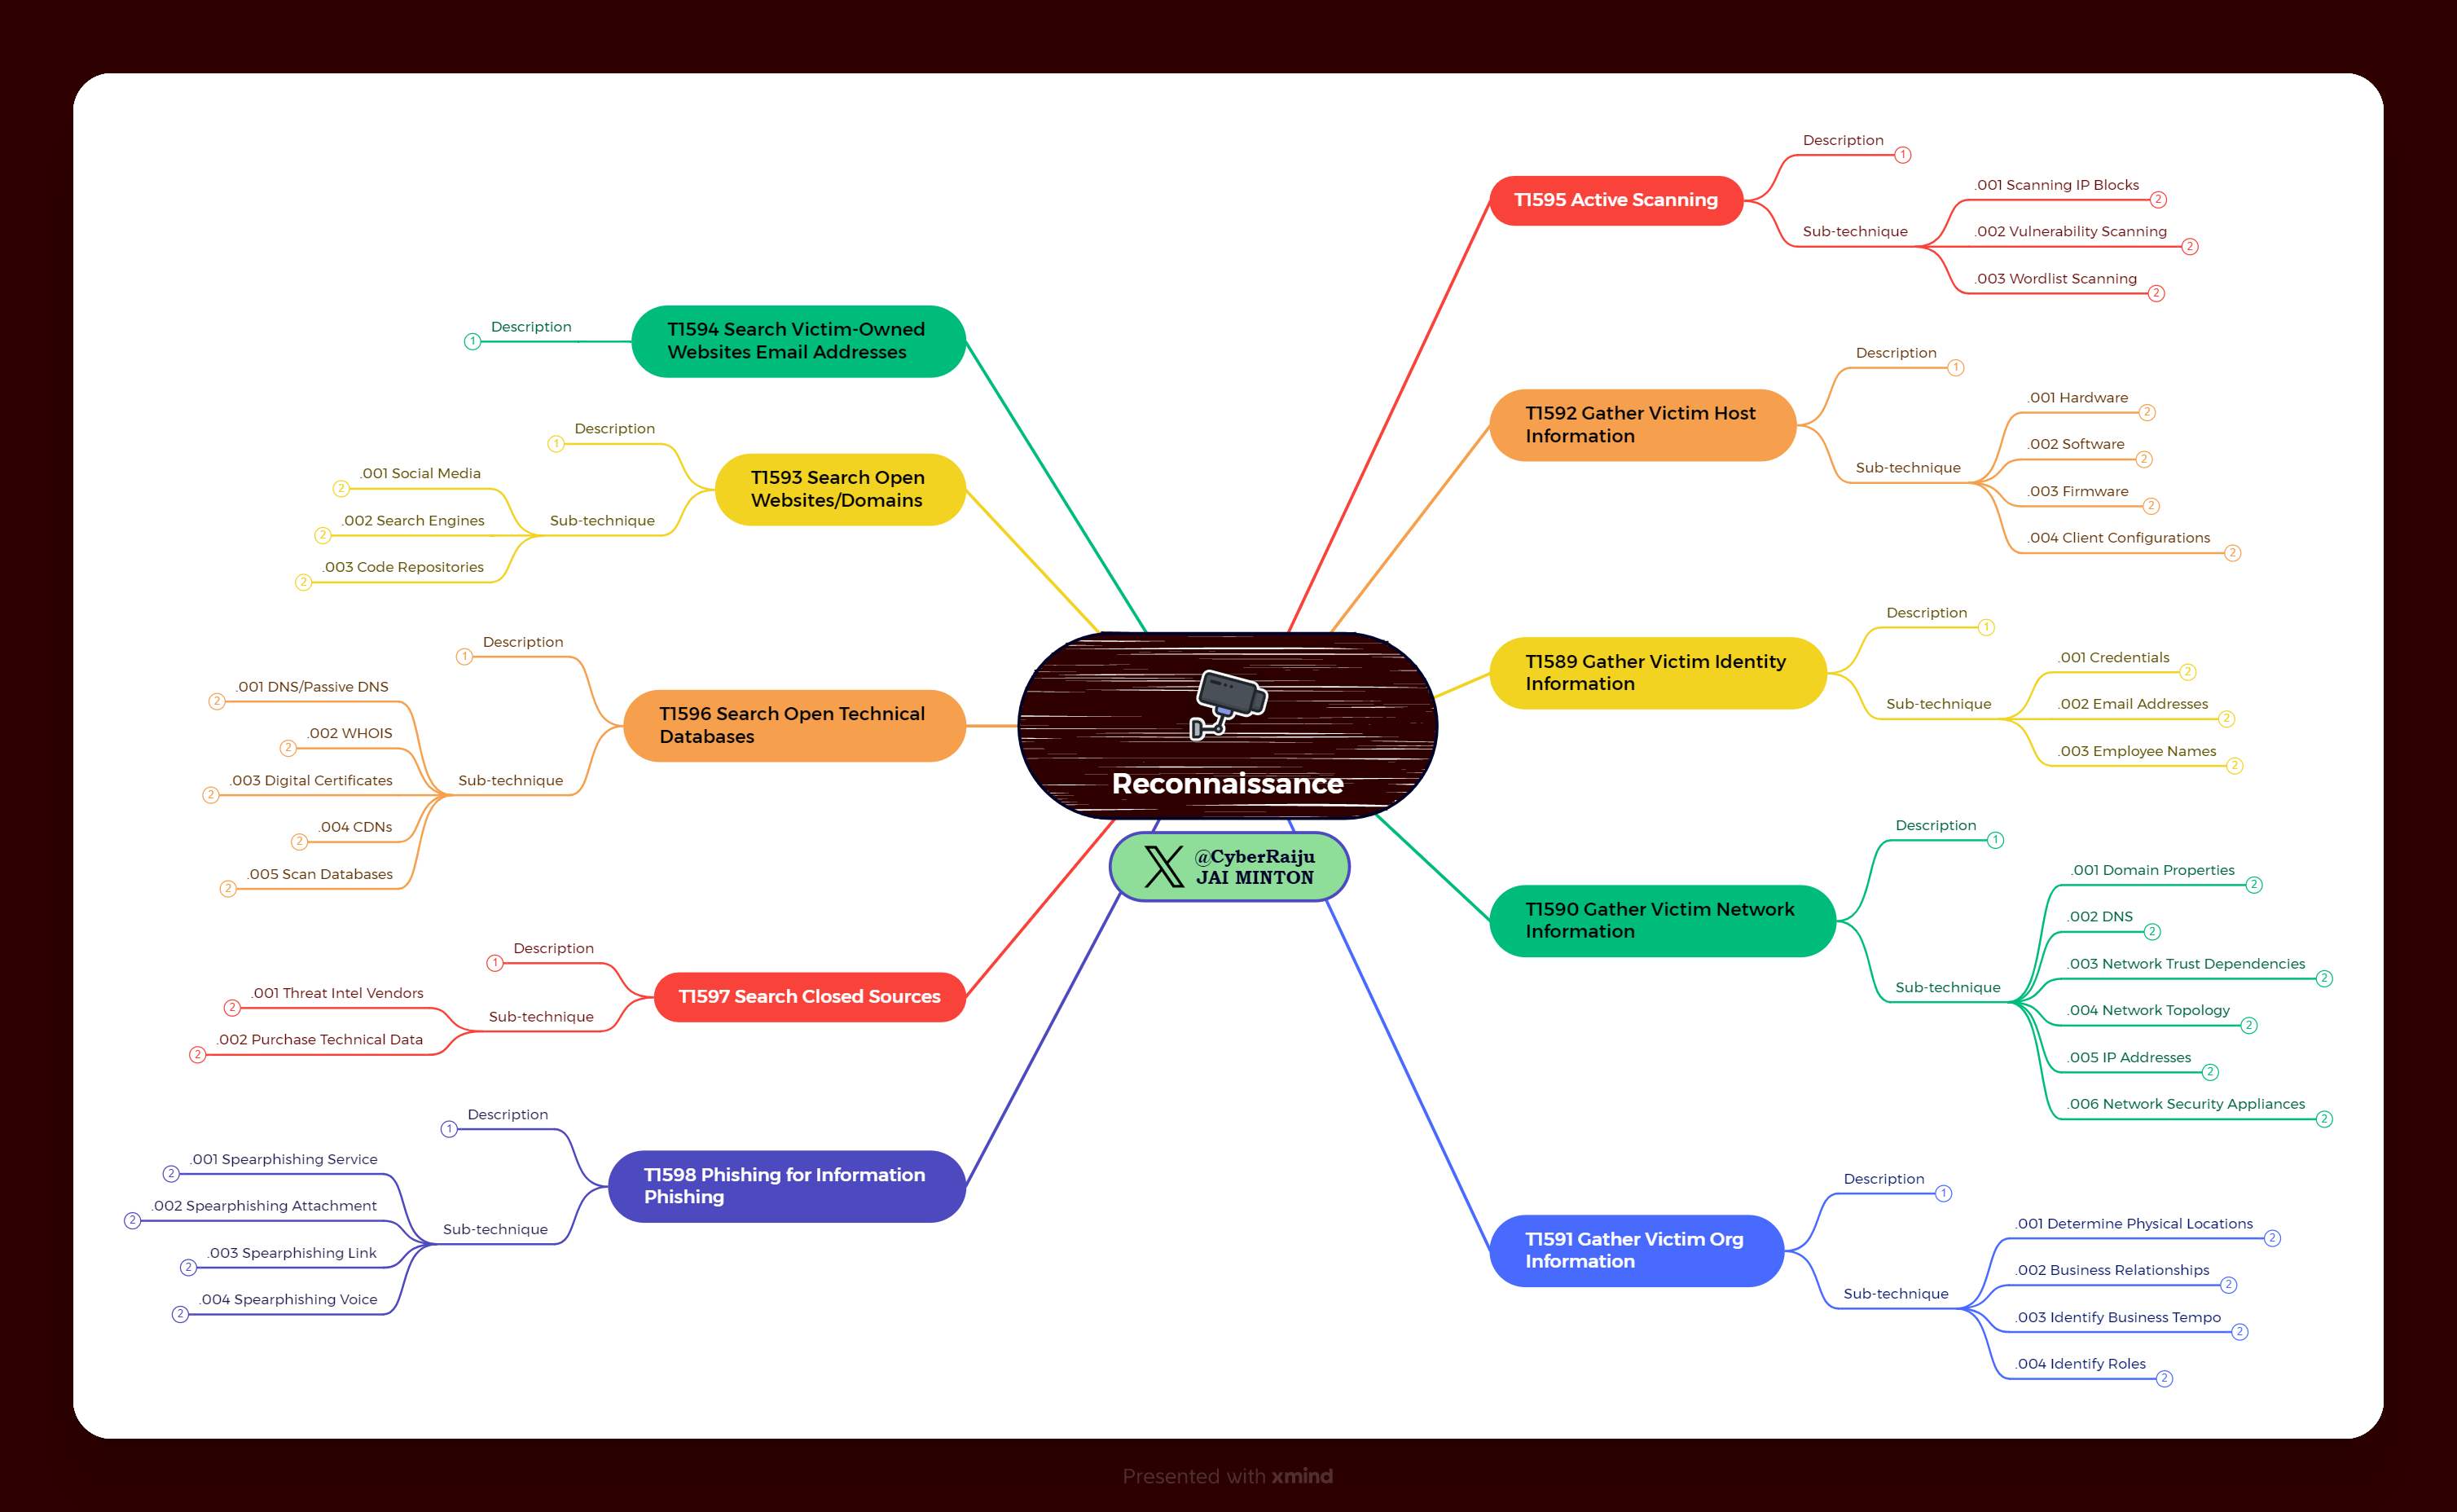 Reconnaissance
@CyberRaiju
JAI MINTON
T1595 Active Scanning
Description
1
Sub-technique
.001 Scanning IP Blocks
2
.002 Vulnerability Scanning
2
.003 Wordlist Scanning
2
T1592 Gather Victim Host
Information
Description
1
Sub-technique
.001 Hardware
2
.002 Software
2
.003 Firmware
2
.004 Client Configurations
2
T1589 Gather Victim Identity
Information
Description
1
Sub-technique
.001 Credentials
2
.002 Email Addresses
2
.003 Employee Names
2
T1590 Gather Victim Network
Information
Description
1
Sub-technique
.001 Domain Properties
2
.002 DNS
2
.003 Network Trust Dependencies
2
.004 Network Topology
2
.005 IP Addresses
2
.006 Network Security Appliances
2
T1591 Gather Victim Org
Information
Description
1
Sub-technique
.001 Determine Physical Locations
2
.002 Business Relationships
2
.003 Identify Business Tempo
2
.004 Identify Roles
2
T1594 Search Victim-Owned
Websites Email Addresses
Description
1
T1593 Search Open
Websites/Domains
Description
1
Sub-technique
.001 Social Media
2
.002 Search Engines
2
.003 Code Repositories
2
T1596 Search Open Technical
Databases
Description
1
Sub-technique
.001 DNS/Passive DNS
2
.002 WHOIS
2
.003 Digital Certificates
2
.004 CDNs
2
.005 Scan Databases
2
T1597 Search Closed Sources
Description
1
Sub-technique
.001 Threat Intel Vendors
2
.002 Purchase Technical Data
2
T1598 Phishing for Information
Phishing
Description
1
Sub-technique
.001 Spearphishing Service
2
.002 Spearphishing Attachment
2
.003 Spearphishing Link
2
.004 Spearphishing Voice
2
Presented with xmind